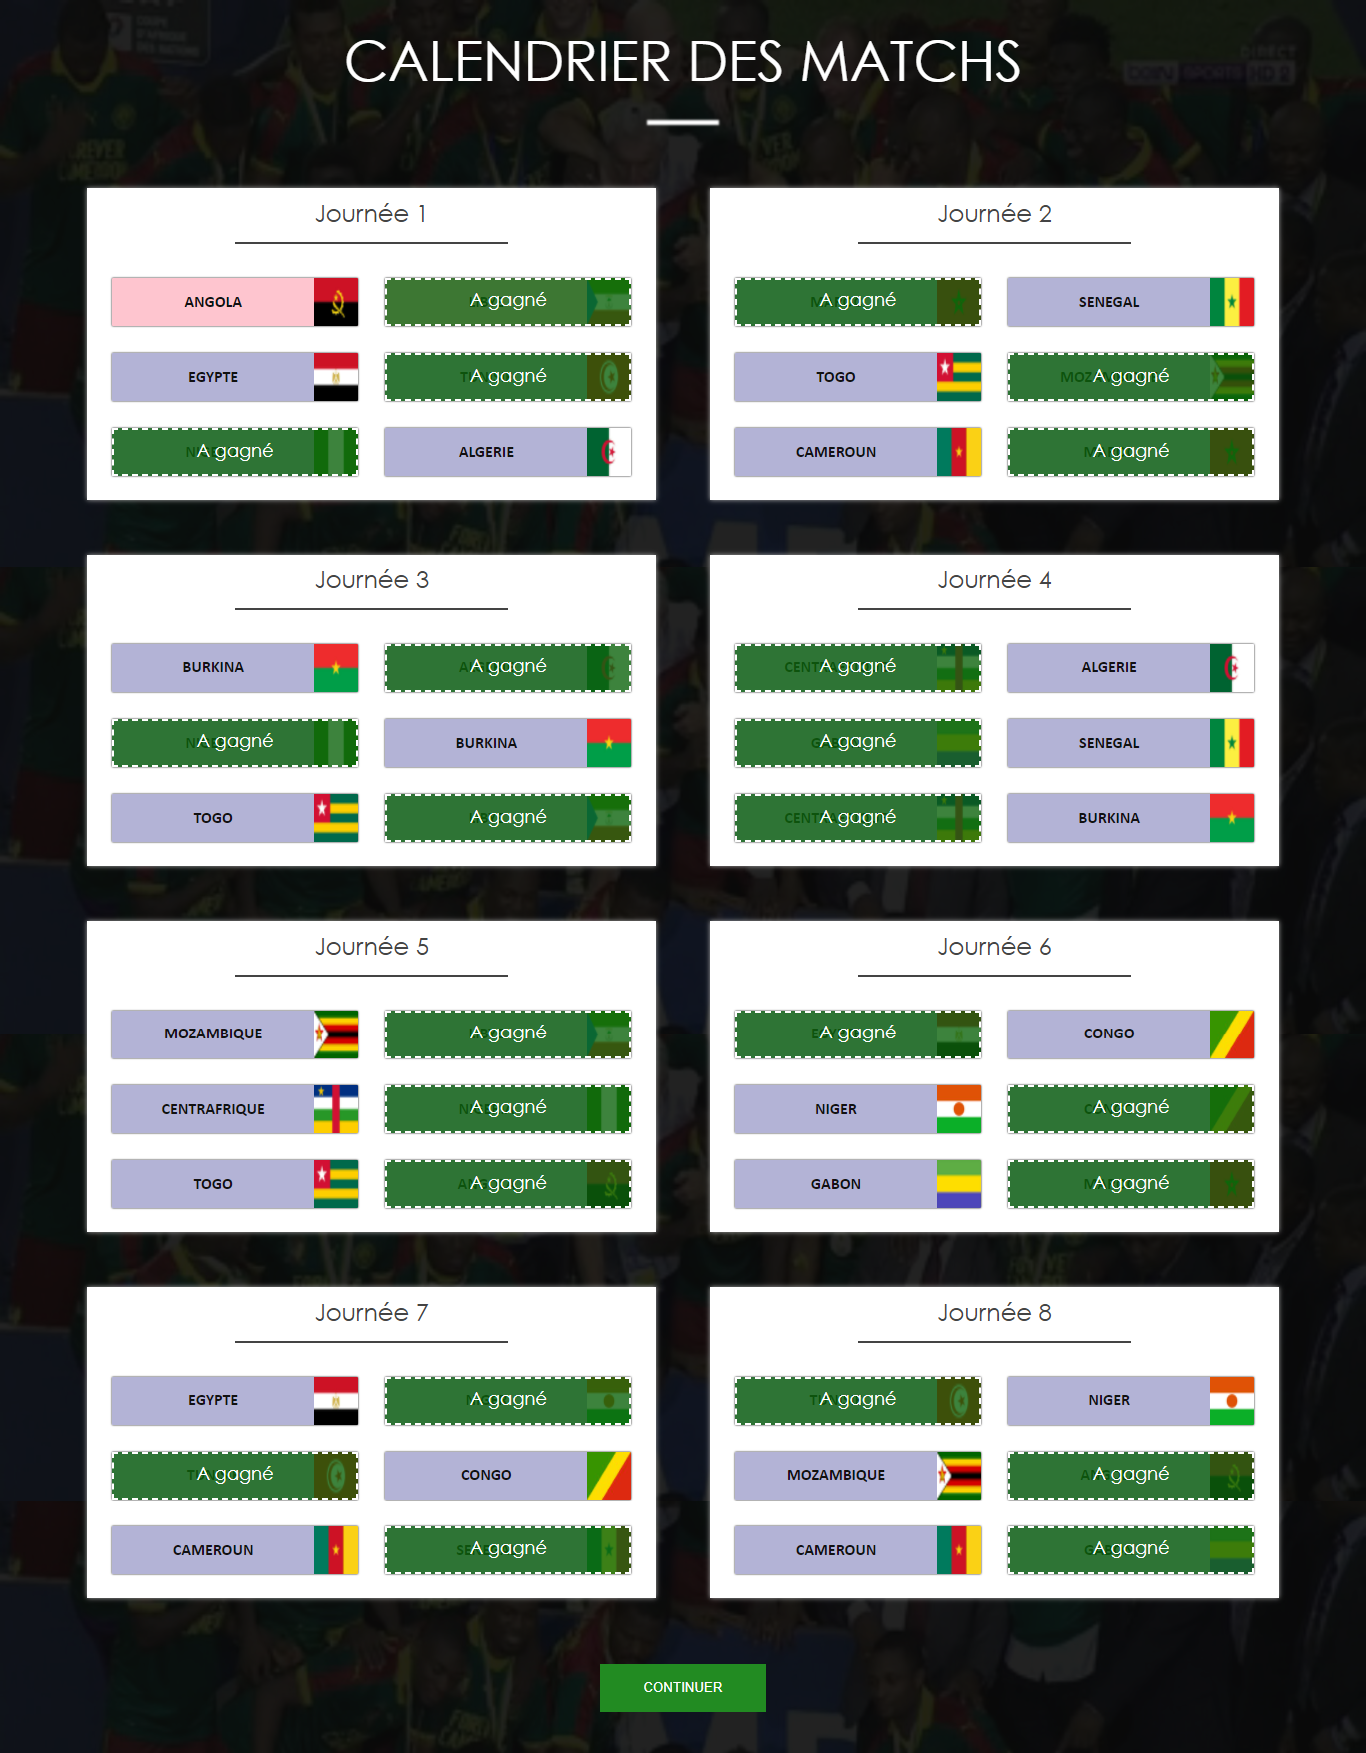 CALENDRIER DES MATCHS
Journée 1
ANGOLA
A gagné
EGYPTE
A gagné
A gagné
ALGERIE
Journée 2
A gagné
SENEGAL
TOGO
A gagné
CAMEROUN
A gagné
Journée 3
BURKINA
A gagné
A gagné
BURKINA
TOGO
A gagné
Journée 4
A gagné
ALGERIE
A gagné
SENEGAL
A gagné
BURKINA
Journée 5
MOZAMBIQUE
A gagné
CENTRAFRIQUE
A gagné
TOGO
A gagné
Journée 6
A gagné
CONGO
NIGER
A gagné
GABON
A gagné
Journée 7
EGYPTE
A gagné
A gagné
CONGO
CAMEROUN
A gagné
Journée 8
A gagné
NIGER
MOZAMBIQUE
A gagné
CAMEROUN
A gagné
CONTINUER